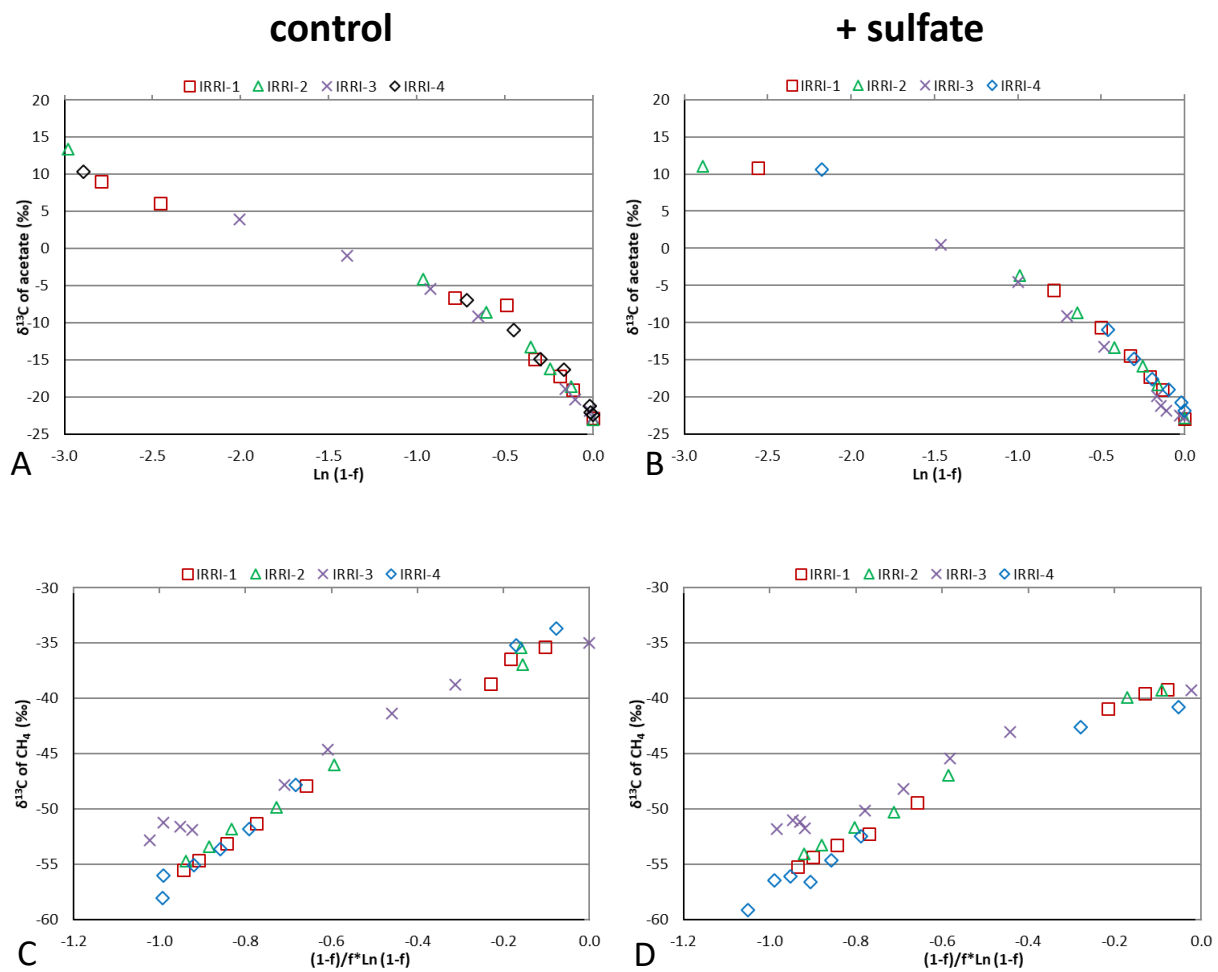 control
+ sulfate
IRRI-1 IRRI-2 IRRI-3 IRRI-4
20
15
10
5
0
-5
-10
-15
-20
-25
δ¹³C of acetate (‰)
-3.0 -2.5 -2.0 -1.5 -1.0 -0.5 0.0
A
Ln (1-f)
IRRI-1 IRRI-2 IRRI-3 IRRI-4
20
15
10
5
0
-5
-10
-15
-20
-25
δ¹³C of acetate (‰)
-3.0 -2.5 -2.0 -1.5 -1.0 -0.5 0.0
B
Ln (1-f)
IRRI-1 IRRI-2 IRRI-3 IRRI-4
-30
-35
-40
-45
-50
-55
-60
δ¹³C of CH₄ (‰)
-1.2 -1.0 -0.8 -0.6 -0.4 -0.2 0.0
C
(1-f)/f*Ln (1-f)
IRRI-1 IRRI-2 IRRI-3 IRRI-4
-30
-35
-40
-45
-50
-55
-60
δ¹³C of CH₄ (‰)
-1.2 -1.0 -0.8 -0.6 -0.4 -0.2 0.0
D
(1-f)/f*Ln (1-f)